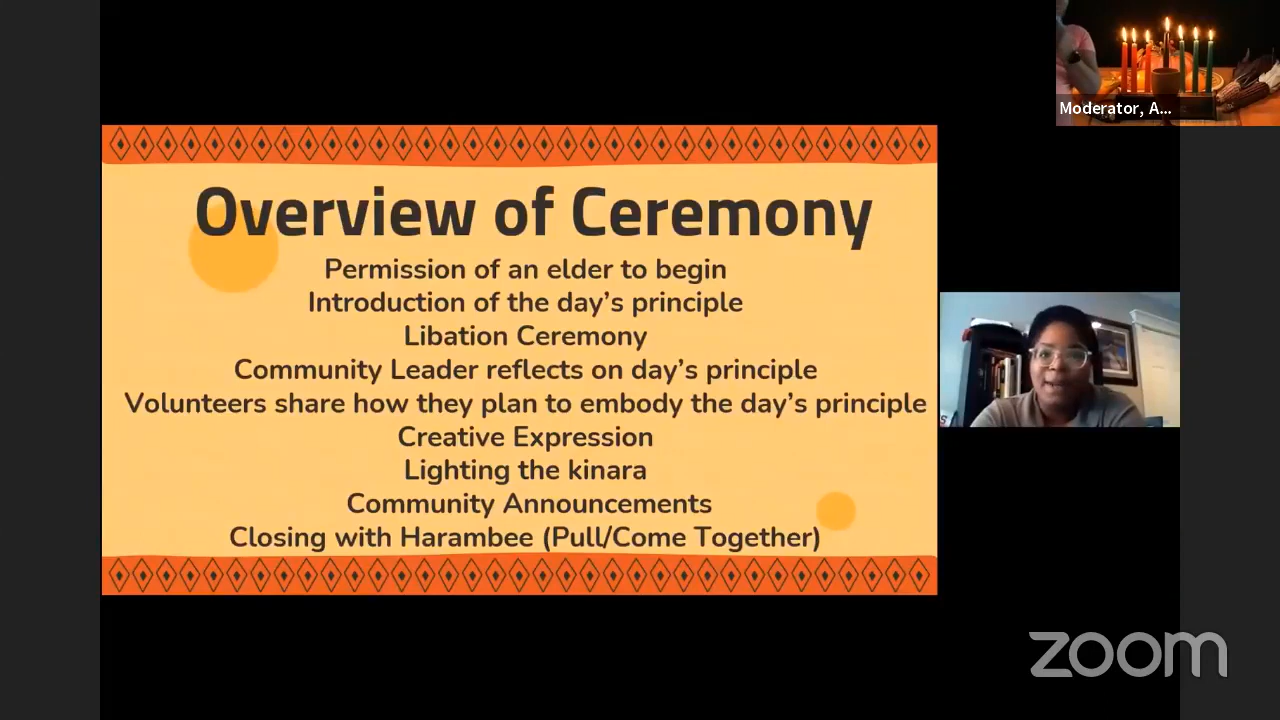 Moderator, A...
Overview of Ceremony
Permission of an elder to begin
Introduction of the day's principle
Libation Ceremony
Community Leader reflects on day's principle
Volunteers share how they plan to embody the day's principle
Creative Expression
Lighting the kinara
Community Announcements
Closing with Harambee (Pull/Come Together)
zoom